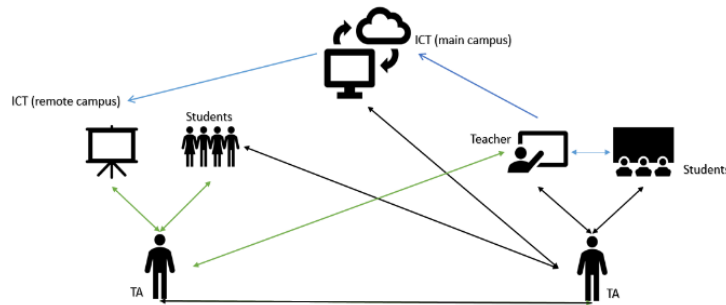 ICT (main campus)
ICT (remote campus)
Students
Teacher
Students
TA
TA